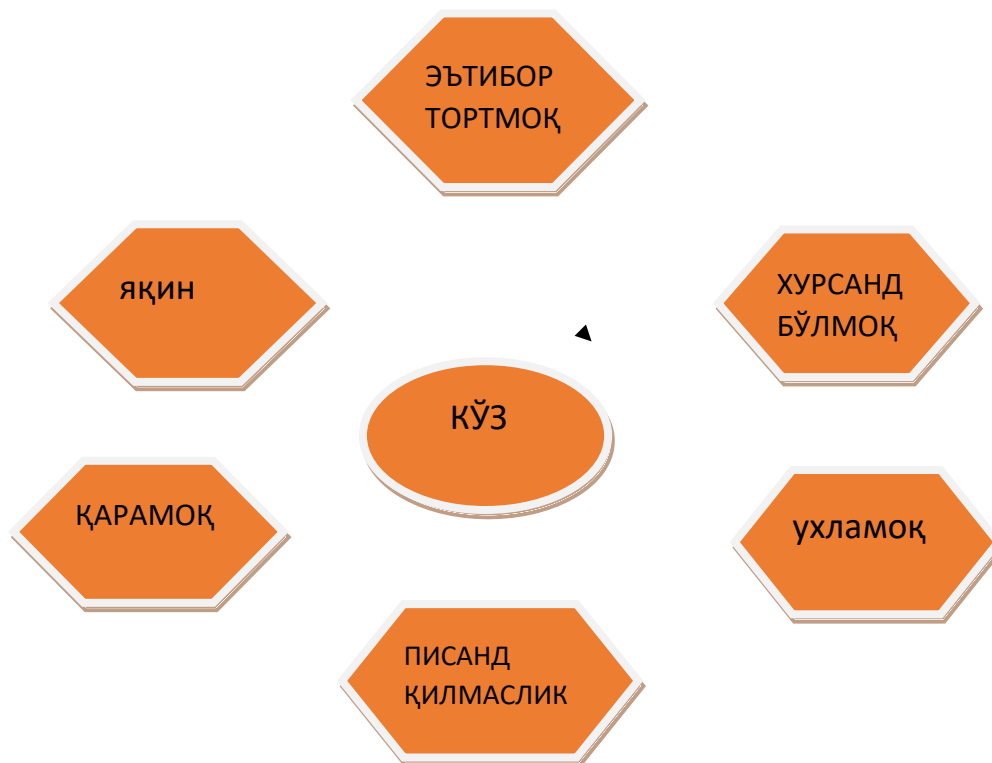 ЭЪТИБОР
ТОРТМОҚ
яқин
ХУРСАНД
БЎЛМОҚ
КЎЗ
ҚАРАМОҚ
ухламоқ
ПИСАНД
ҚИЛМАСЛИК